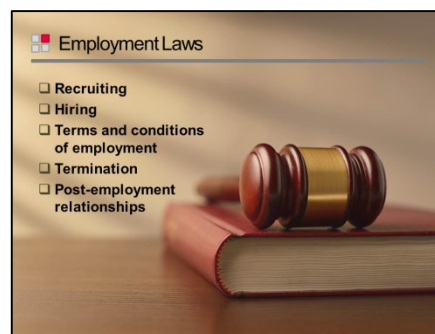 Employment Laws
Recruiting
Hiring
Terms and conditions
of employment
Termination
Post-employment
relationships